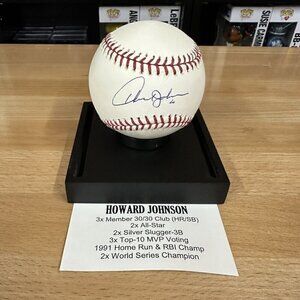 HOWARD JOHNSON
3x Member 30/30 Club (HR/SB)
2x All-Star
2x Silver Slugger-3B
3x Top-10 MVP Voting
1991 Home Run & RBI Champ
2x World Series Champion